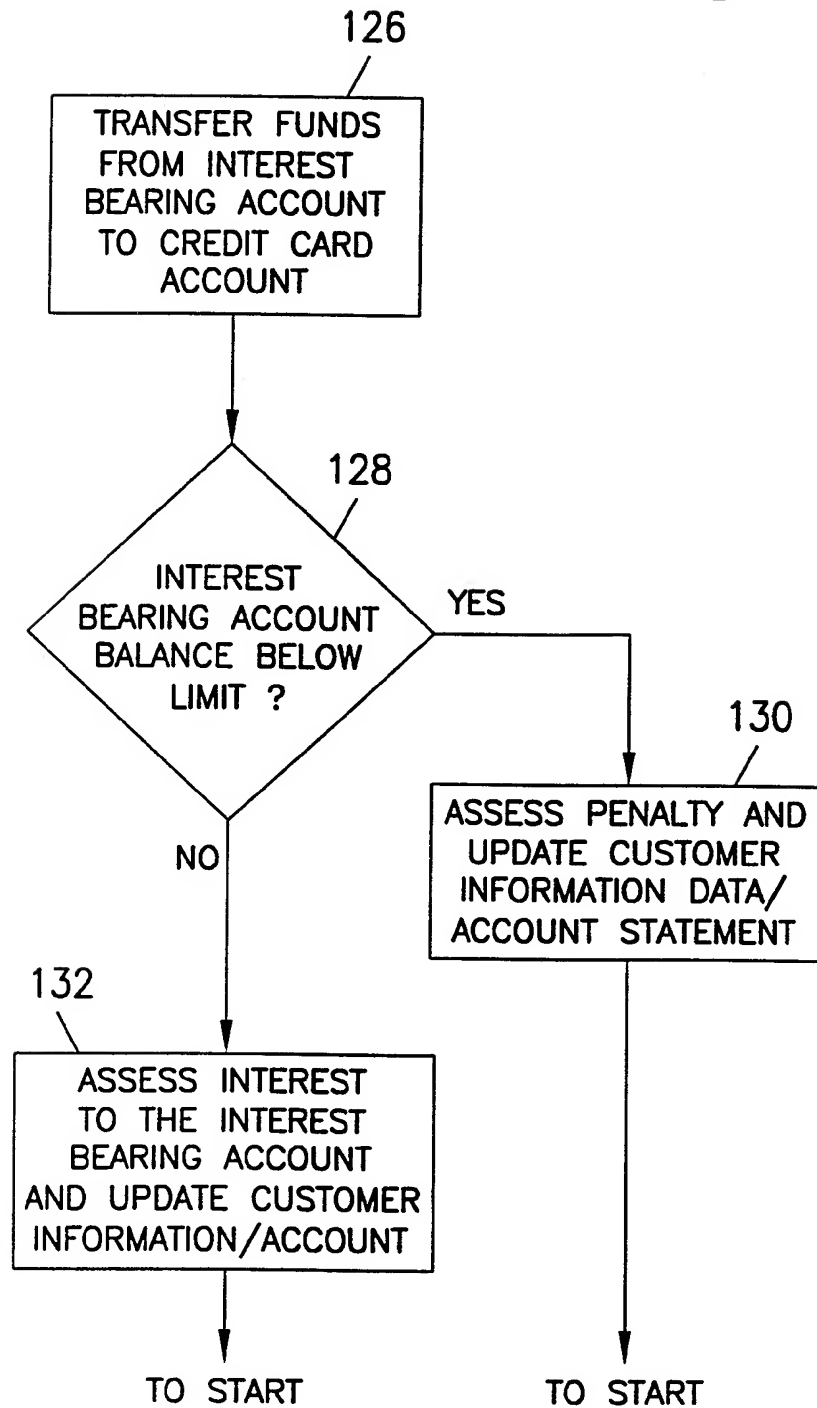 126
TRANSFER FUNDS
FROM INTEREST
BEARING ACCOUNT
TO CREDIT CARD
ACCOUNT
128
INTEREST
BEARING ACCOUNT
BALANCE BELOW
LIMIT ?
YES
NO
130
ASSESS PENALTY AND
UPDATE CUSTOMER
INFORMATION DATA/
ACCOUNT STATEMENT
132
ASSESS INTEREST
TO THE INTEREST
BEARING ACCOUNT
AND UPDATE CUSTOMER
INFORMATION/ACCOUNT
TO START
TO START